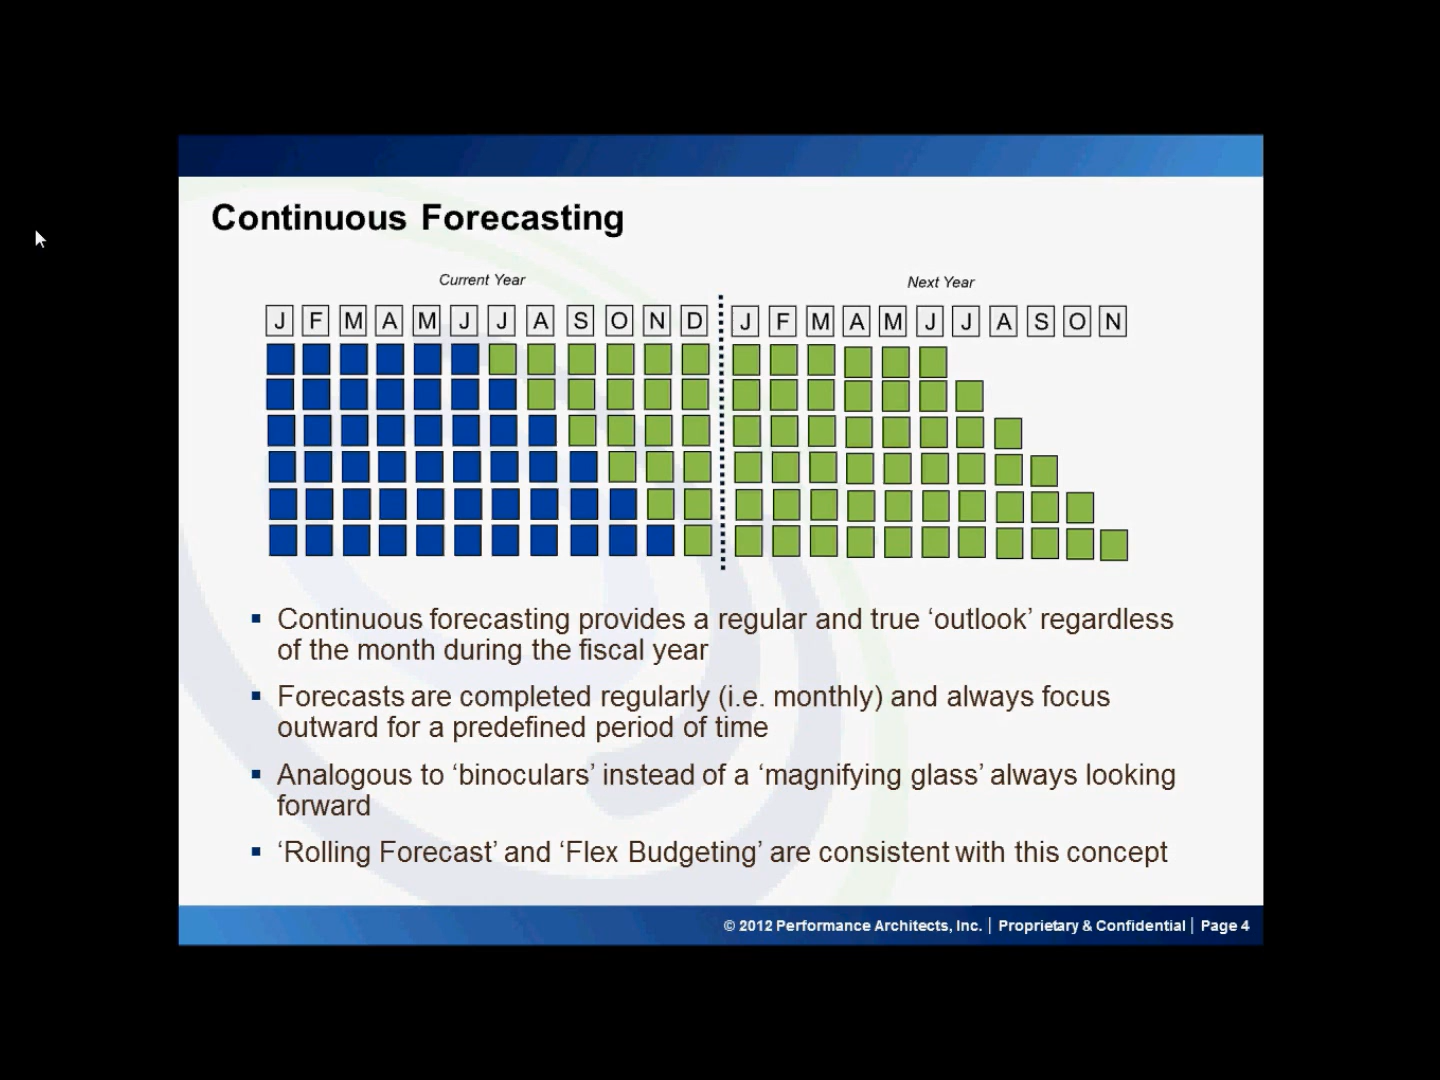 Continuous Forecasting
Current Year
Next Year
J F M A M J J A S O N D J F M A M J J A S O N
▪ Continuous forecasting provides a regular and true ‘outlook’ regardless
of the month during the fiscal year
▪ Forecasts are completed regularly (i.e. monthly) and always focus
outward for a predefined period of time
▪ Analogous to ‘binoculars’ instead of a ‘magnifying glass’ always looking
forward
▪ ‘Rolling Forecast’ and ‘Flex Budgeting’ are consistent with this concept
© 2012 Performance Architects, Inc. | Proprietary & Confidential | Page 4